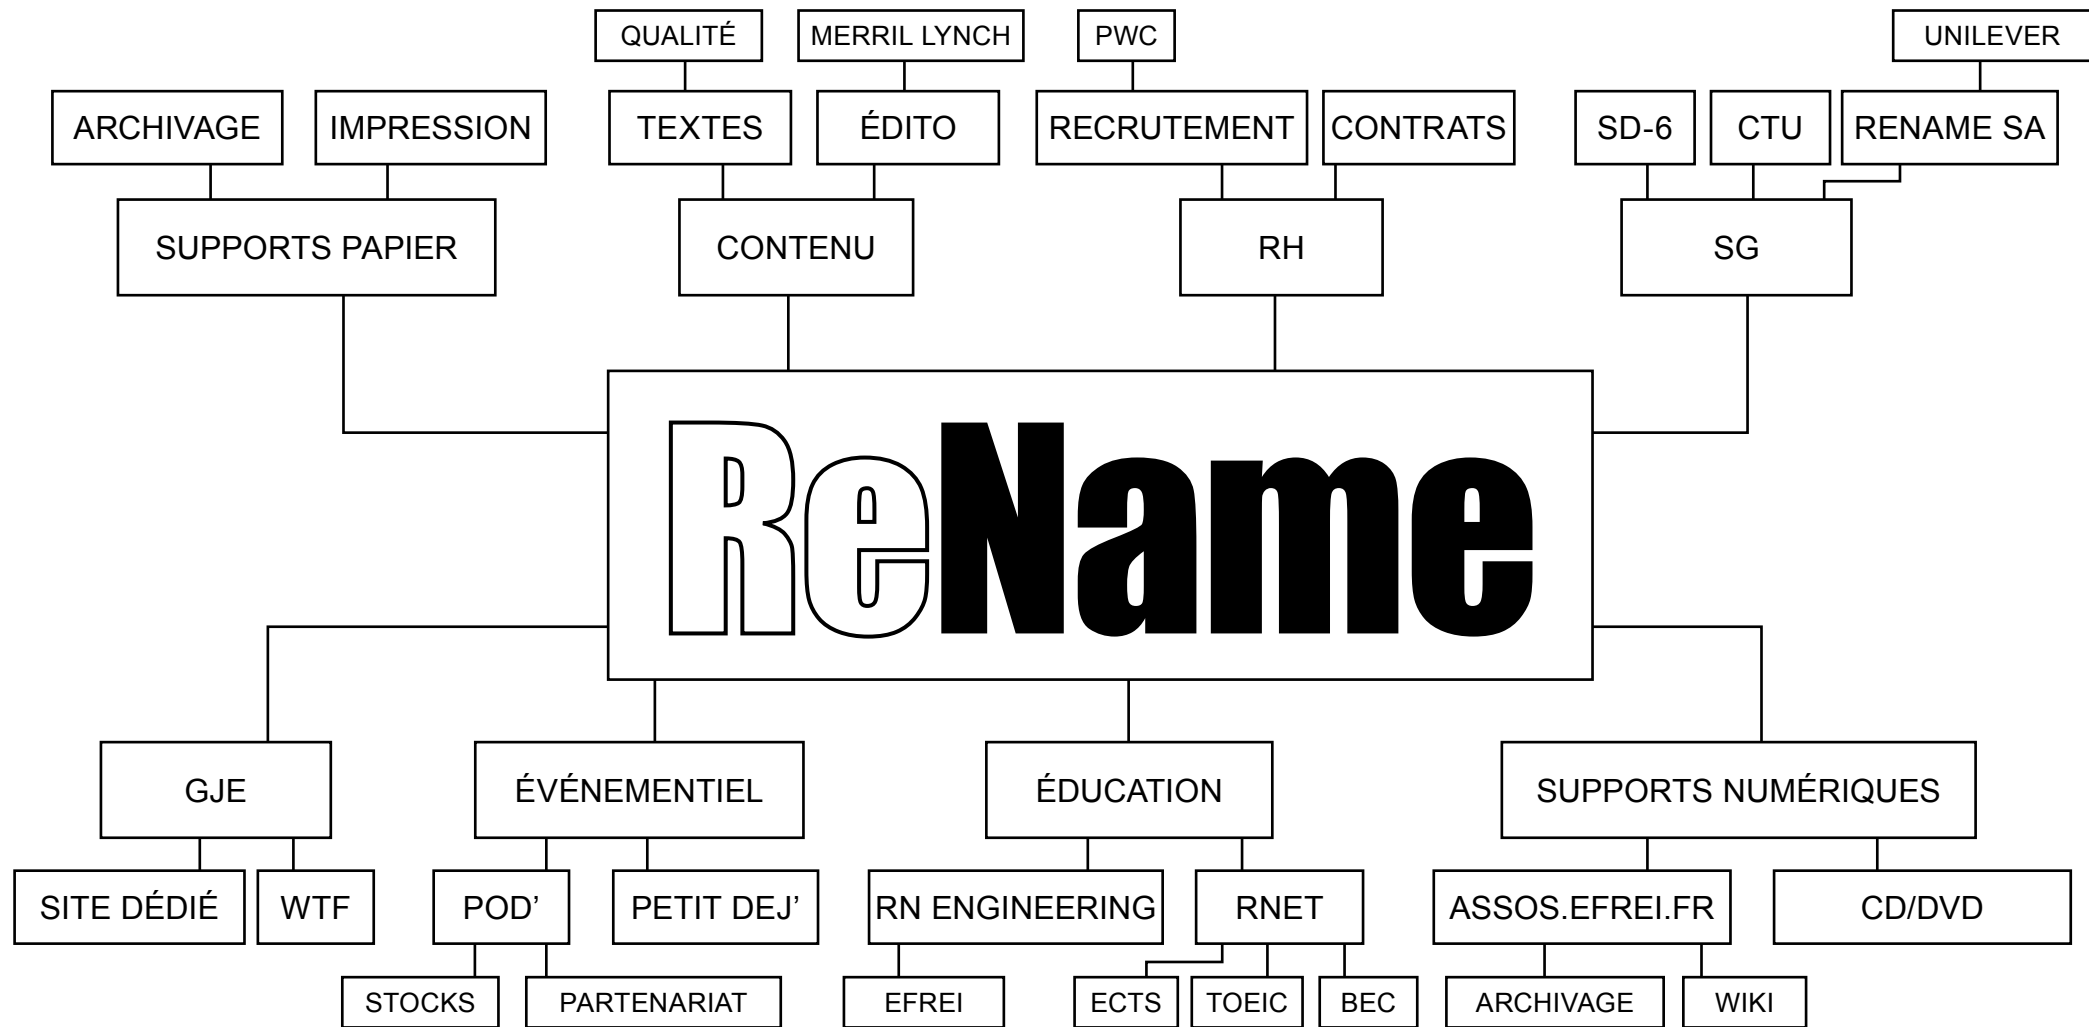 QUALITÉ
MERRIL LYNCH
PWC
UNILEVER
ARCHIVAGE
IMPRESSION
TEXTES
ÉDITO
RECRUTEMENT
CONTRATS
SD-6
CTU
RENAME SA
SUPPORTS PAPIER
CONTENU
RH
SG
ReName
GJE
ÉVÉNEMENTIEL
ÉDUCATION
SUPPORTS NUMÉRIQUES
SITE DÉDIÉ
WTF
POD’
PETIT DEJ’
RN ENGINEERING
RNET
ASSOS.EFREI.FR
CD/DVD
STOCKS
PARTENARIAT
EFREI
ECTS
TOEIC
BEC
ARCHIVAGE
WIKI